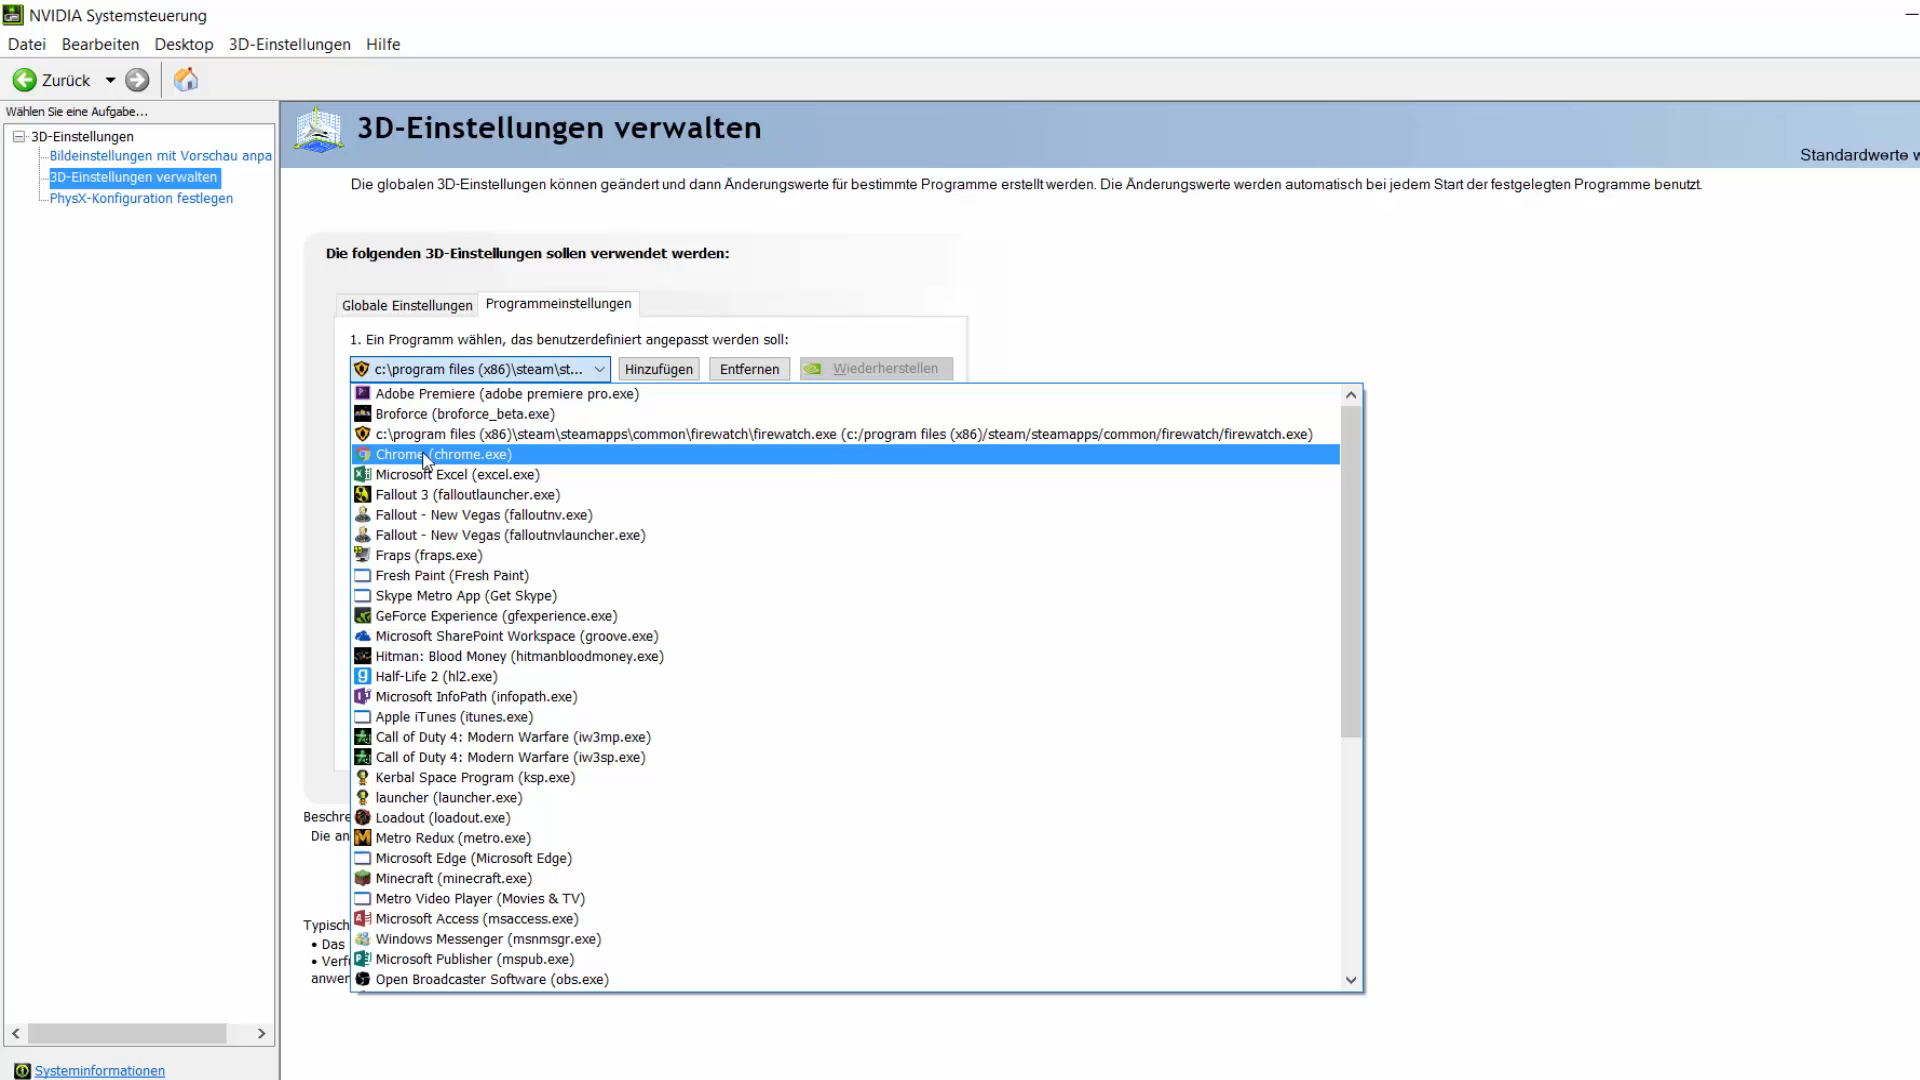 NVIDIA Systemsteuerung
Datei Bearbeiten Desktop 3D-Einstellungen Hilfe
Zurück
Wählen Sie eine Aufgabe...
3D-Einstellungen
Bildeinstellungen mit Vorschau anpa
3D-Einstellungen verwalten
PhysX-Konfiguration festlegen
3D-Einstellungen verwalten
Standardwerte w
Die globalen 3D-Einstellungen können geändert und dann Änderungswerte für bestimmte Programme erstellt werden. Die Änderungswerte werden automatisch bei jedem Start der festgelegten Programme benutzt.
Die folgenden 3D-Einstellungen sollen verwendet werden:
Globale Einstellungen Programmeinstellungen
1. Ein Programm wählen, das benutzerdefiniert angepasst werden soll:
c:\program files (x86)\steam\st... Hinzufügen Entfernen Wiederherstellen
Adobe Premiere (adobe premiere pro.exe)
Broforce (broforce_beta.exe)
c:\program files (x86)\steam\steamapps\common\firewatch\firewatch.exe (c:/program files (x86)/steam/steamapps/common/firewatch/firewatch.exe)
Chrome (chrome.exe)
Microsoft Excel (excel.exe)
Fallout 3 (falloutlauncher.exe)
Fallout - New Vegas (falloutnv.exe)
Fallout - New Vegas (falloutnvlauncher.exe)
Fraps (fraps.exe)
Fresh Paint (Fresh Paint)
Skype Metro App (Get Skype)
GeForce Experience (gfexperience.exe)
Microsoft SharePoint Workspace (groove.exe)
Hitman: Blood Money (hitmanbloodmoney.exe)
Half-Life 2 (hl2.exe)
Microsoft InfoPath (infopath.exe)
Apple iTunes (itunes.exe)
Call of Duty 4: Modern Warfare (iw3mp.exe)
Call of Duty 4: Modern Warfare (iw3sp.exe)
Kerbal Space Program (ksp.exe)
launcher (launcher.exe)
Loadout (loadout.exe)
Metro Redux (metro.exe)
Microsoft Edge (Microsoft Edge)
Minecraft (minecraft.exe)
Metro Video Player (Movies & TV)
Microsoft Access (msaccess.exe)
Windows Messenger (msnmsgr.exe)
Microsoft Publisher (mspub.exe)
Open Broadcaster Software (obs.exe)
Beschre
Die an
Typisch
• Das
• Verf
anwer
Systeminformationen